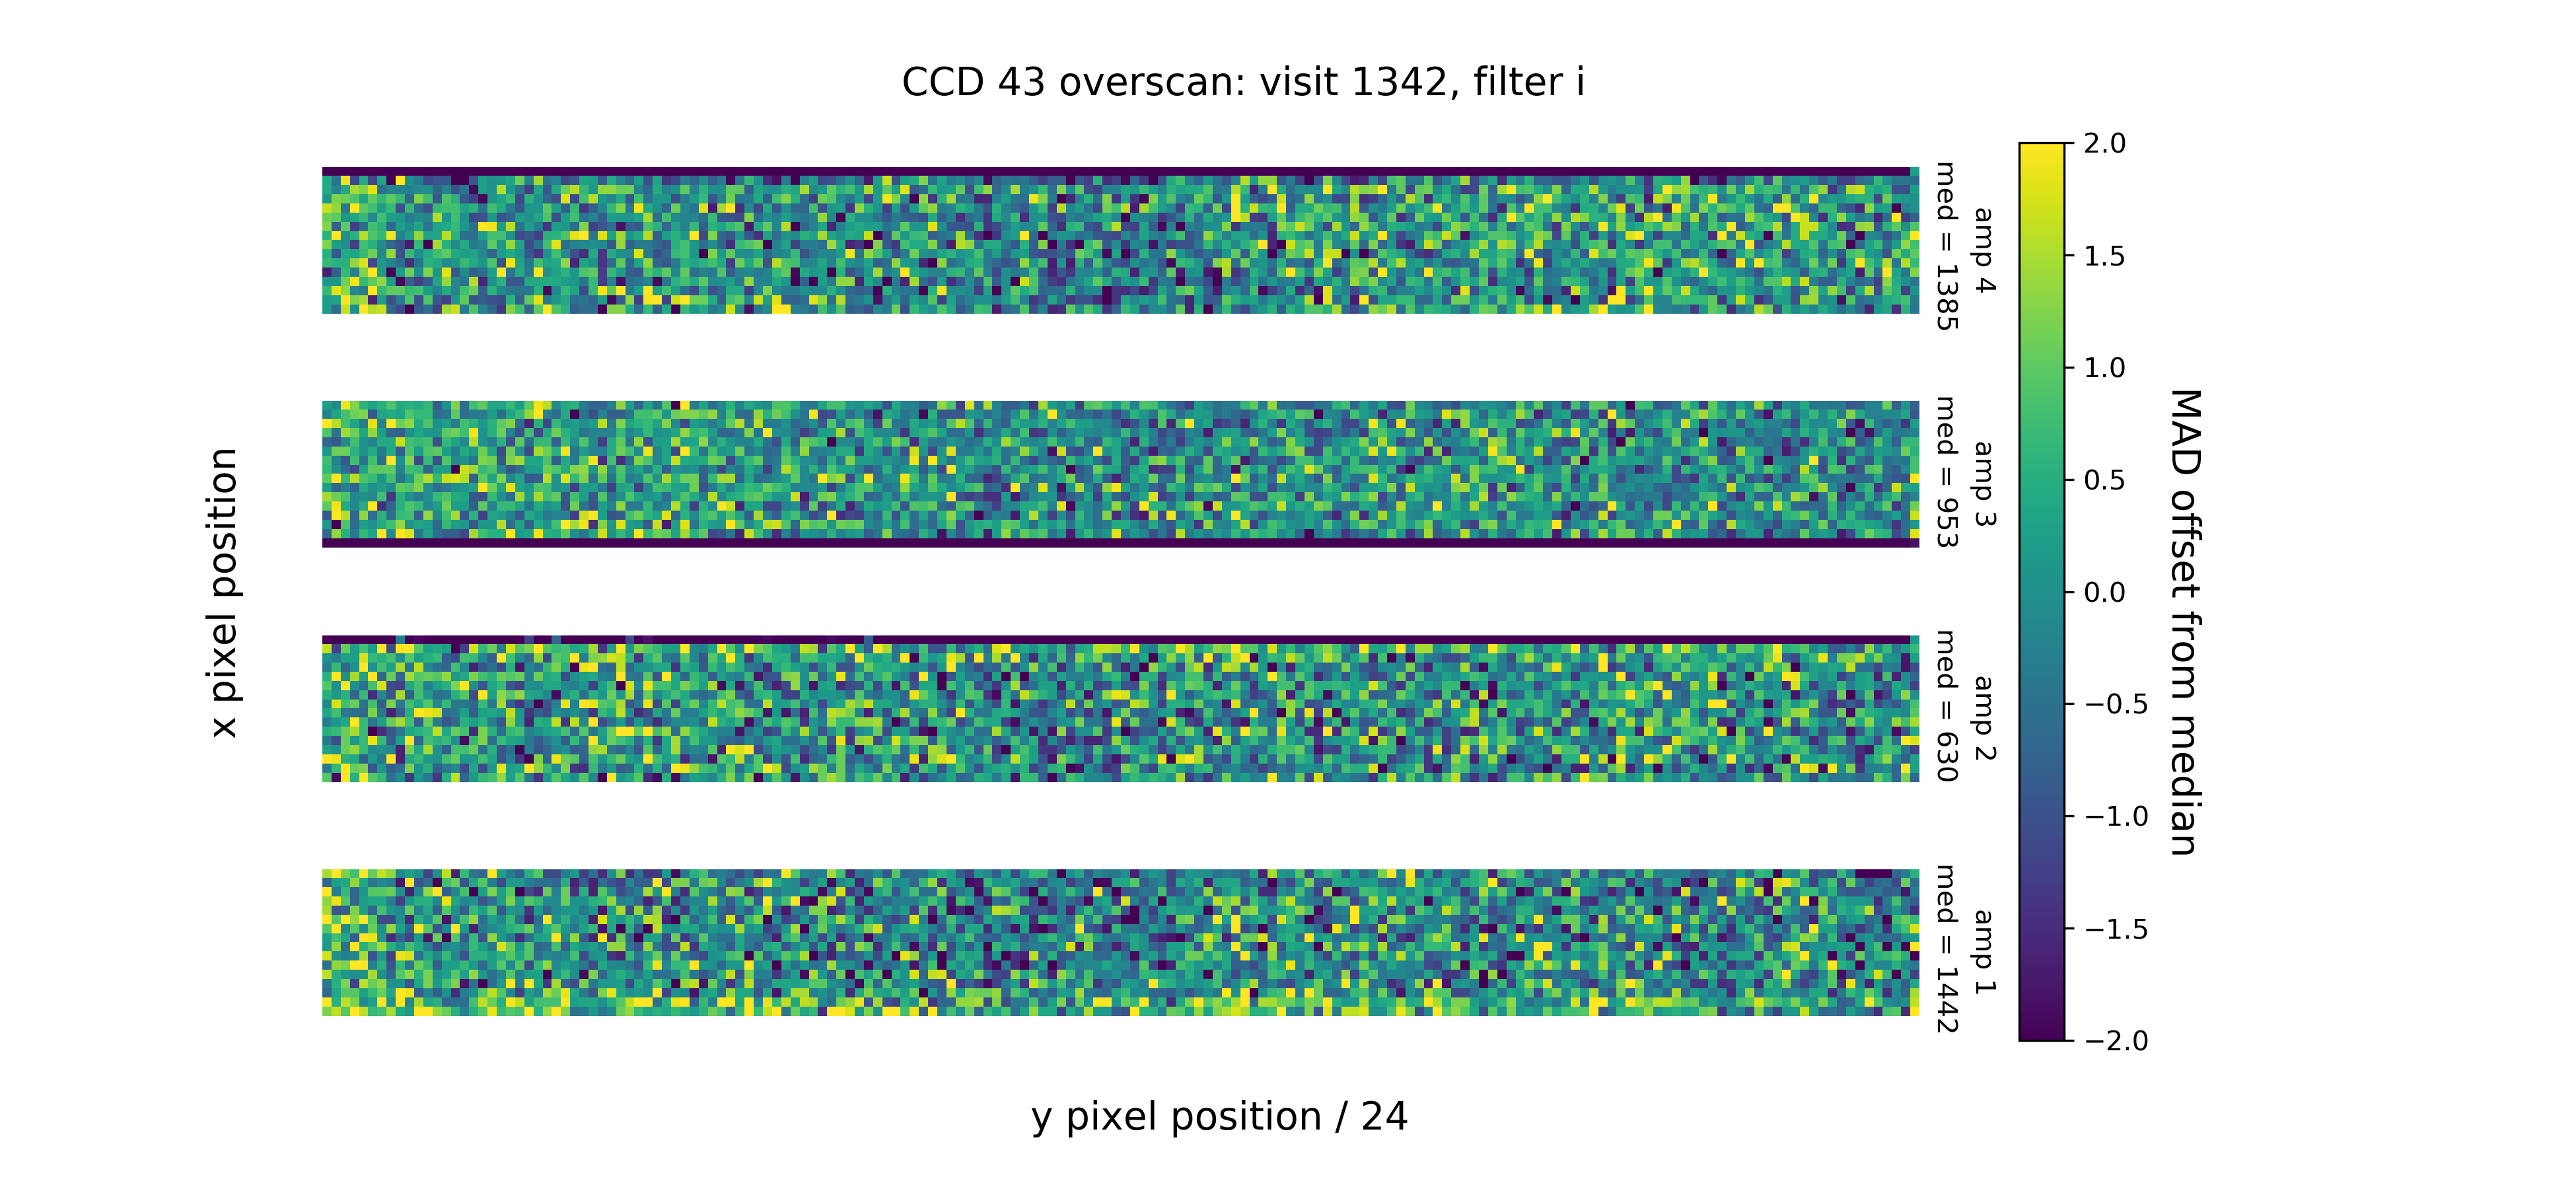 CCD 43 overscan: visit 1342, filter i
x pixel position
amp 4
med = 1385
amp 3
med = 953
amp 2
med = 630
amp 1
med = 1442
y pixel position / 24
2.0
1.5
1.0
0.5
0.0
−0.5
−1.0
−1.5
−2.0
MAD offset from median